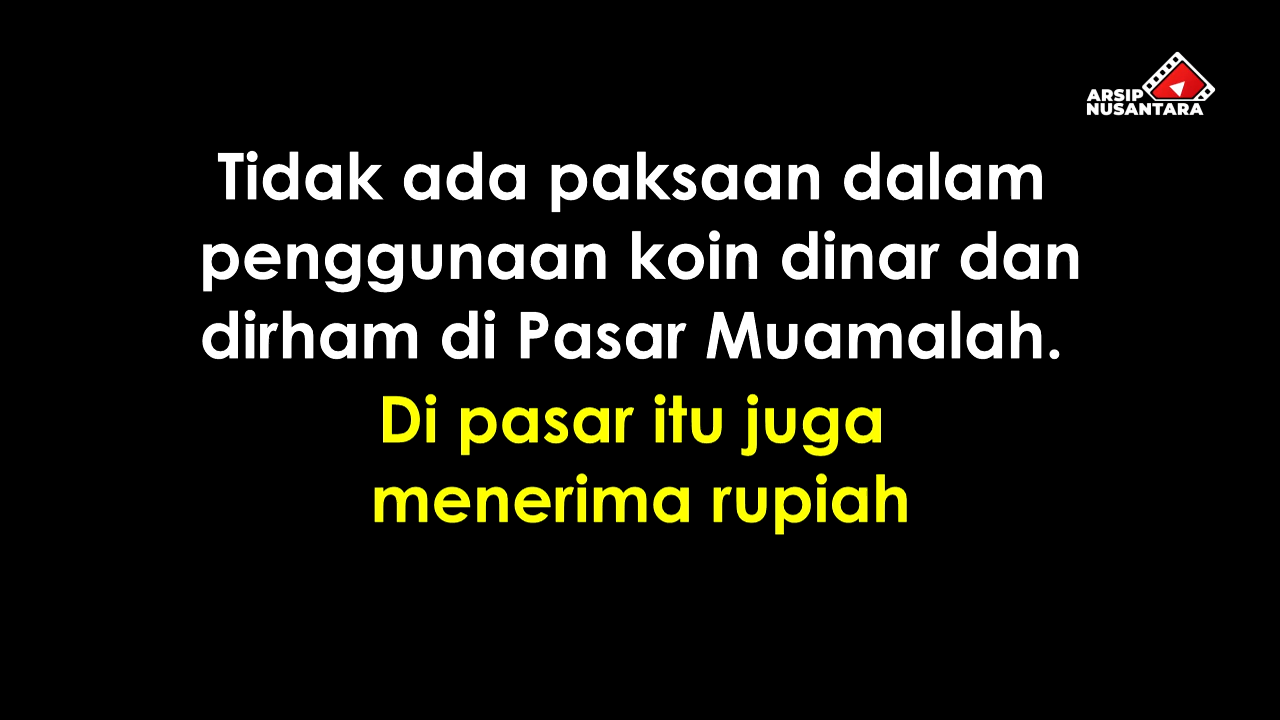 ARSIP
NUSANTARA
Tidak ada paksaan dalam
penggunaan koin dinar dan
dirham di Pasar Muamalah.
Di pasar itu juga
menerima rupiah